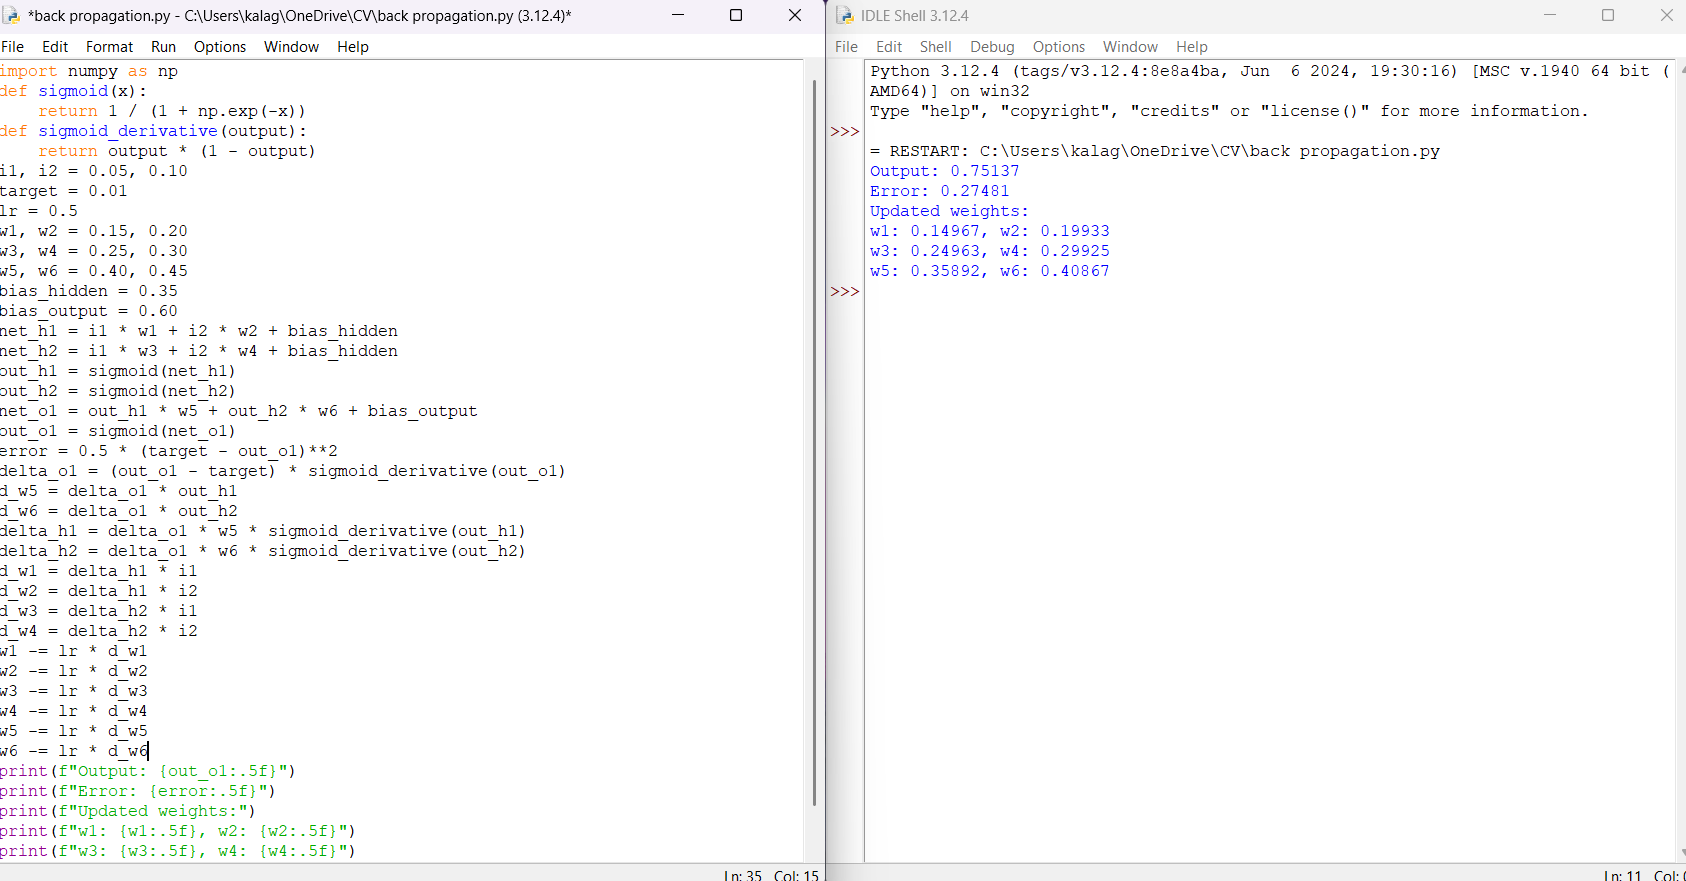 *back propagation.py - C:\Users\kalag\OneDrive\CV\back propagation.py (3.12.4)*
File Edit Format Run Options Window Help
import numpy as np
def sigmoid(x):
    return 1 / (1 + np.exp(-x))
def sigmoid_derivative(output):
    return output * (1 - output)
i1, i2 = 0.05, 0.10
target = 0.01
lr = 0.5
w1, w2 = 0.15, 0.20
w3, w4 = 0.25, 0.30
w5, w6 = 0.40, 0.45
bias_hidden = 0.35
bias_output = 0.60
net_h1 = i1 * w1 + i2 * w2 + bias_hidden
net_h2 = i1 * w3 + i2 * w4 + bias_hidden
out_h1 = sigmoid(net_h1)
out_h2 = sigmoid(net_h2)
net_o1 = out_h1 * w5 + out_h2 * w6 + bias_output
out_o1 = sigmoid(net_o1)
error = 0.5 * (target - out_o1)**2
delta_o1 = (out_o1 - target) * sigmoid_derivative(out_o1)
d_w5 = delta_o1 * out_h1
d_w6 = delta_o1 * out_h2
delta_h1 = delta_o1 * w5 * sigmoid_derivative(out_h1)
delta_h2 = delta_o1 * w6 * sigmoid_derivative(out_h2)
d_w1 = delta_h1 * i1
d_w2 = delta_h1 * i2
d_w3 = delta_h2 * i1
d_w4 = delta_h2 * i2
w1 -= lr * d_w1
w2 -= lr * d_w2
w3 -= lr * d_w3
w4 -= lr * d_w4
w5 -= lr * d_w5
w6 -= lr * d_w6
print(f"Output: {out_o1:.5f}")
print(f"Error: {error:.5f}")
print(f"Updated weights:")
print(f"w1: {w1:.5f}, w2: {w2:.5f}")
print(f"w3: {w3:.5f}, w4: {w4:.5f}")
Ln: 35 Col: 15
IDLE Shell 3.12.4
File Edit Shell Debug Options Window Help
Python 3.12.4 (tags/v3.12.4:8e8a4ba, Jun  6 2024, 19:30:16) [MSC v.1940 64 bit (
AMD64)] on win32
Type "help", "copyright", "credits" or "license()" for more information.
>>>
= RESTART: C:\Users\kalag\OneDrive\CV\back propagation.py
Output: 0.75137
Error: 0.27481
Updated weights:
w1: 0.14967, w2: 0.19933
w3: 0.24963, w4: 0.29925
w5: 0.35892, w6: 0.40867
>>>
Ln: 11 Col: